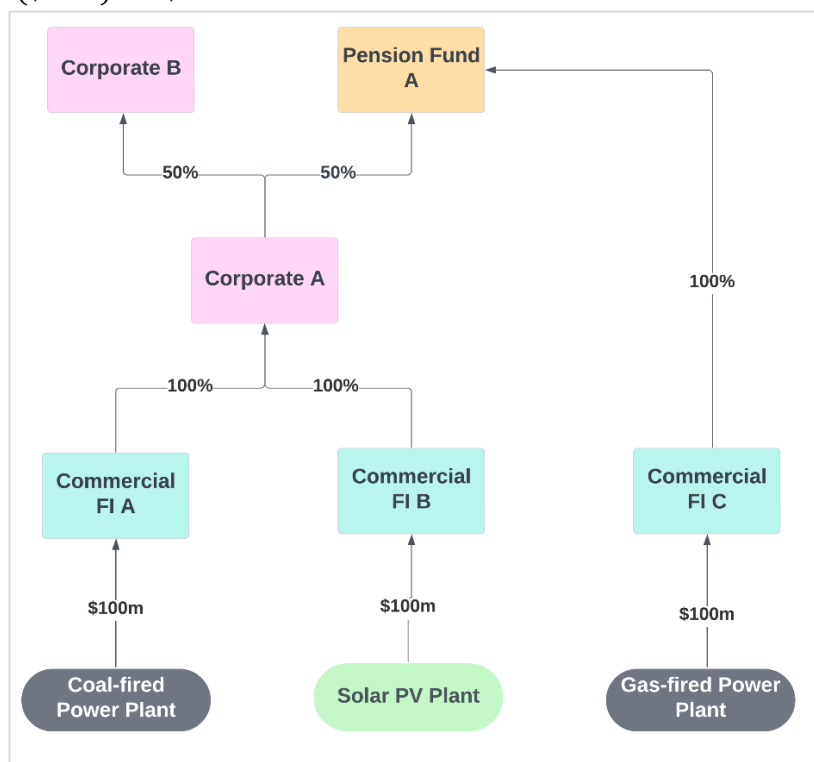 Corporate B
Pension Fund
A
50%
50%
Corporate A
100%
100%
100%
Commercial
FI A
Commercial
FI B
Commercial
FI C
$100m
$100m
$100m
Coal-fired
Power Plant
Solar PV Plant
Gas-fired Power
Plant